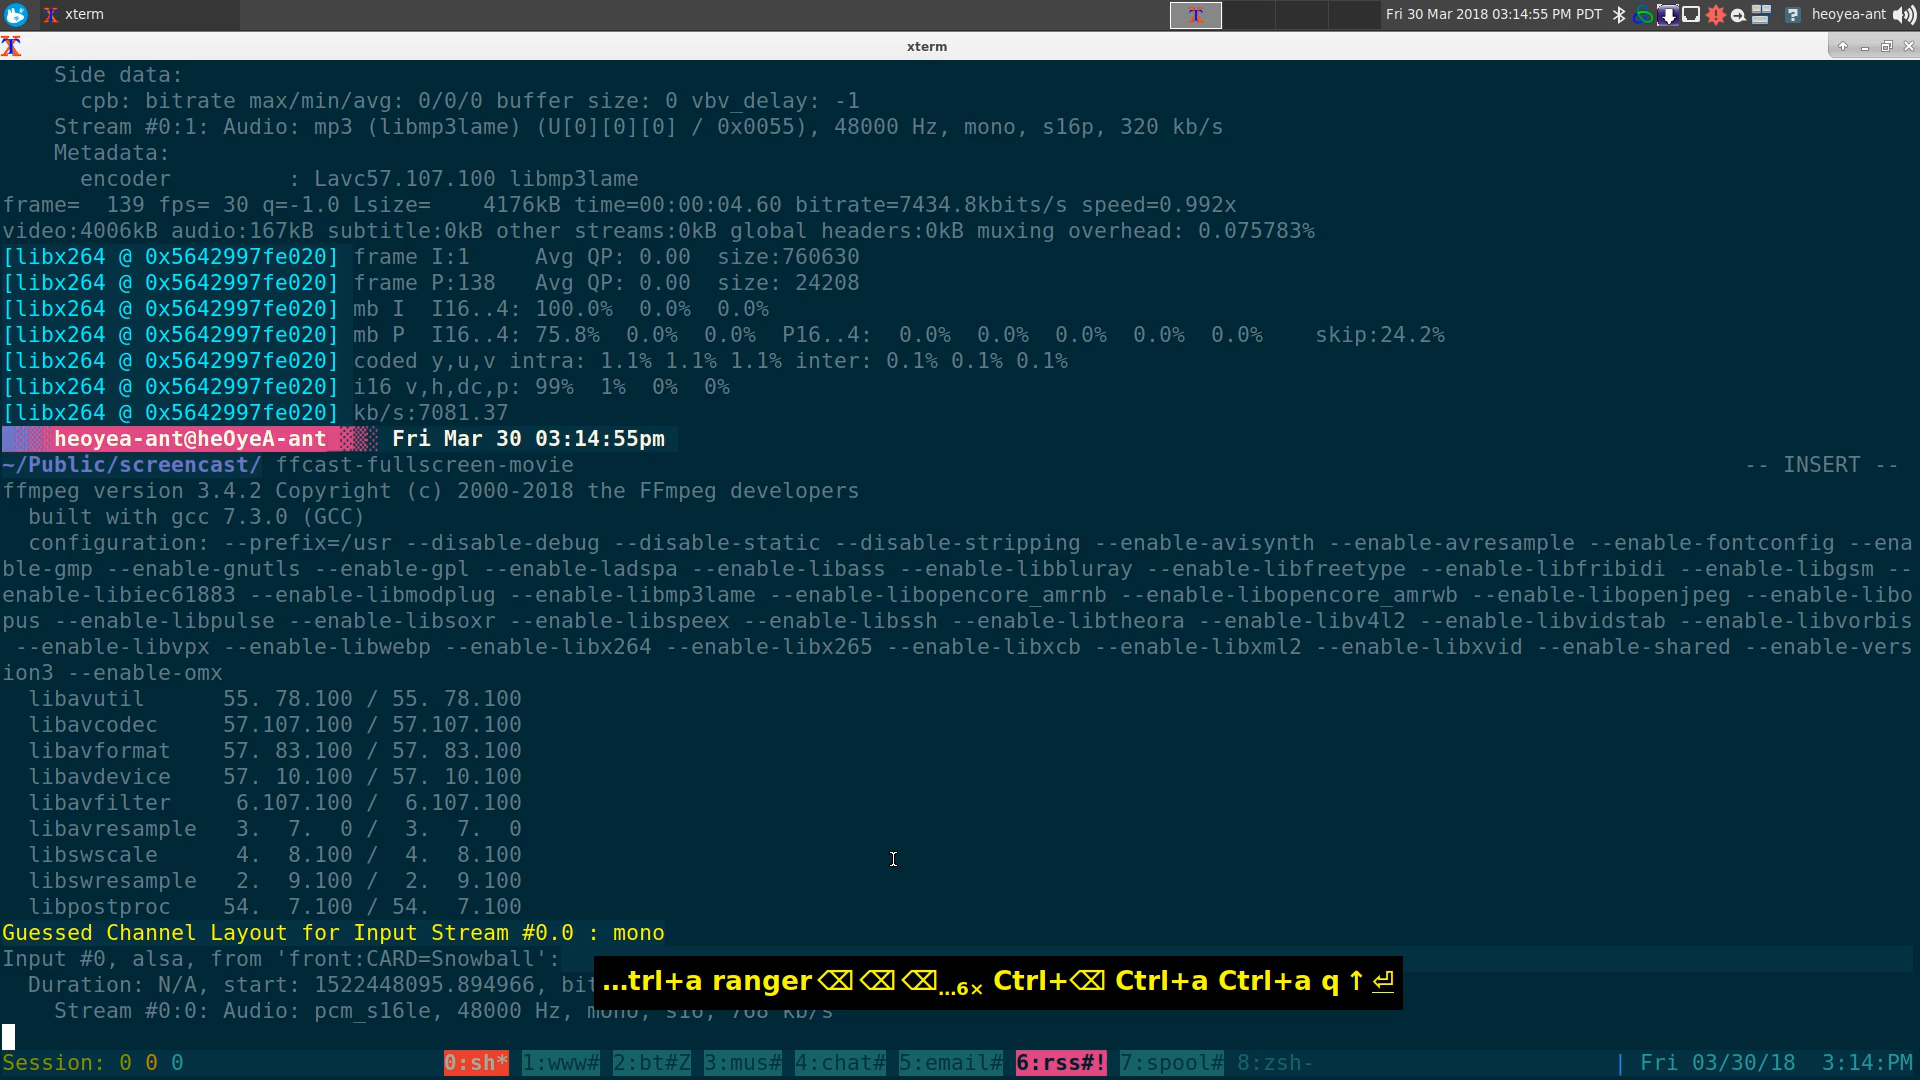 xterm
Fri 30 Mar 2018 03:14:55 PM PDT
heoyea-ant
xterm
Side data:
cpb: bitrate max/min/avg: 0/0/0 buffer size: 0 vbv_delay: -1
Stream #0:1: Audio: mp3 (libmp3lame) (U[0][0][0] / 0x0055), 48000 Hz, mono, s16p, 320 kb/s
Metadata:
encoder         : Lavc57.107.100 libmp3lame
frame=  139 fps= 30 q=-1.0 Lsize=    4176kB time=00:00:04.60 bitrate=7434.8kbits/s speed=0.992x
video:4006kB audio:167kB subtitle:0kB other streams:0kB global headers:0kB muxing overhead: 0.075783%
[libx264 @ 0x5642997fe020] frame I:1     Avg QP: 0.00  size:760630
[libx264 @ 0x5642997fe020] frame P:138   Avg QP: 0.00  size: 24208
[libx264 @ 0x5642997fe020] mb I  I16..4: 100.0%  0.0%  0.0%
[libx264 @ 0x5642997fe020] mb P  I16..4: 75.8%  0.0%  0.0%  P16..4:  0.0%  0.0%  0.0%  0.0%  0.0%    skip:24.2%
[libx264 @ 0x5642997fe020] coded y,u,v intra: 1.1% 1.1% 1.1% inter: 0.1% 0.1% 0.1%
[libx264 @ 0x5642997fe020] i16 v,h,dc,p: 99%  1%  0%  0%
[libx264 @ 0x5642997fe020] kb/s:7081.37
heoyea-ant@heOyeA-ant Fri Mar 30 03:14:55pm
~/Public/screencast/ ffcast-fullscreen-movie -- INSERT --
ffmpeg version 3.4.2 Copyright (c) 2000-2018 the FFmpeg developers
built with gcc 7.3.0 (GCC)
configuration: --prefix=/usr --disable-debug --disable-static --disable-stripping --enable-avisynth --enable-avresample --enable-fontconfig --ena
ble-gmp --enable-gnutls --enable-gpl --enable-ladspa --enable-libass --enable-libbluray --enable-libfreetype --enable-libfribidi --enable-libgsm --
enable-libiec61883 --enable-libmodplug --enable-libmp3lame --enable-libopencore_amrnb --enable-libopencore_amrwb --enable-libopenjpeg --enable-libo
pus --enable-libpulse --enable-libsoxr --enable-libspeex --enable-libssh --enable-libtheora --enable-libv4l2 --enable-libvidstab --enable-libvorbis
--enable-libvpx --enable-libwebp --enable-libx264 --enable-libx265 --enable-libxcb --enable-libxml2 --enable-libxvid --enable-shared --enable-vers
ion3 --enable-omx
libavutil      55. 78.100 / 55. 78.100
libavcodec     57.107.100 / 57.107.100
libavformat    57. 83.100 / 57. 83.100
libavdevice    57. 10.100 / 57. 10.100
libavfilter     6.107.100 /  6.107.100
libavresample   3.  7.  0 /  3.  7.  0
libswscale      4.  8.100 /  4.  8.100
libswresample   2.  9.100 /  2.  9.100
libpostproc    54.  7.100 / 54.  7.100
Guessed Channel Layout for Input Stream #0.0 : mono
Input #0, alsa, from 'front:CARD=Snowball':
Duration: N/A, start: 1522448095.894966, bit
…trl+a ranger⌫⌫⌫…6× Ctrl+⌫ Ctrl+a Ctrl+a q↑⏎
Stream #0:0: Audio: pcm_s16le, 48000 Hz, mono, s16, 768 kb/s
Session: 0 0 0 0:sh* 1:www# 2:bt#Z 3:mus# 4:chat# 5:email# 6:rss#! 7:spool# 8:zsh- | Fri 03/30/18  3:14:PM